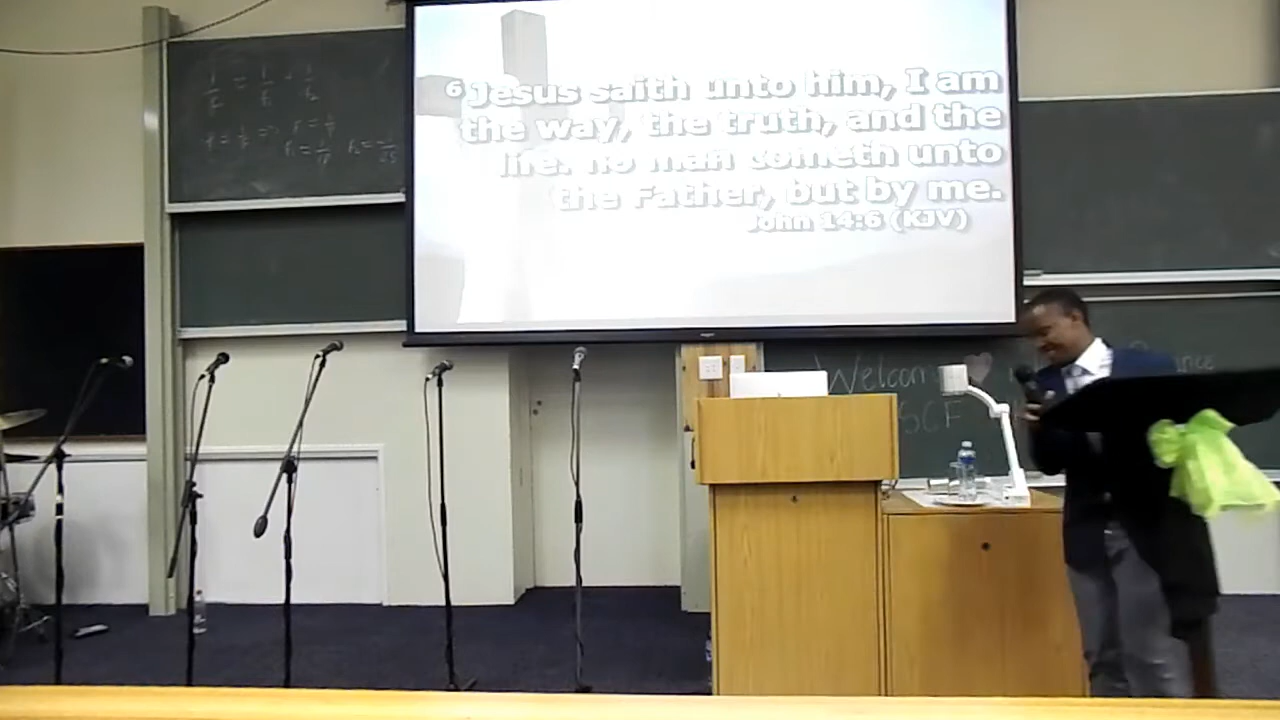 6 Jesus saith unto him, I am
the way, the truth, and the
life. no man cometh unto
the Father, but by me.
John 14:6 (KJV)
SCF